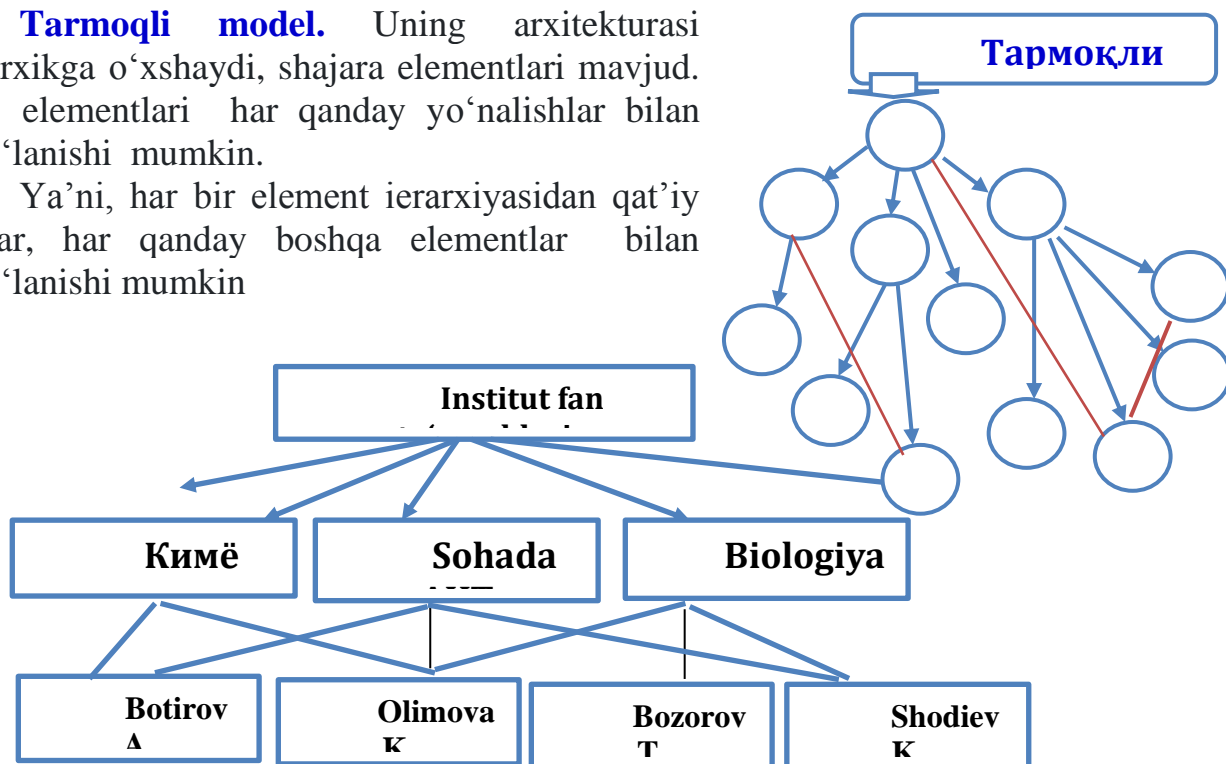 Tarmoqli model. Uning arxitekturasi
rxikga o‘xshaydi, shajara elementlari mavjud.
elementlari har qanday yo‘nalishlar bilan
‘lanishi mumkin.
Ya’ni, har bir element ierarxiyasidan qat’iy
ar, har qanday boshqa elementlar bilan
‘lanishi mumkin
Тармоқли
Institut fan
Кимё
Sohada
Biologiya
Botirov
A
Olimova
K
Bozorov
T
Shodiev
K